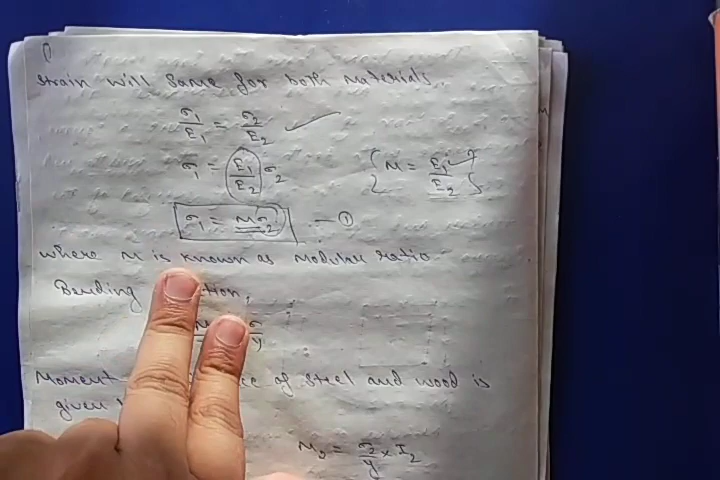 strain will same for both materials.
σ1/E1 = σ2/E2
σ1 = E1/E2 σ2 { M = E1/E2 }
σ1 = Mσ2 — ①
where M is known as modular ratio
Bending
σ/y
Moment of steel and wood is
given
M2 = σ2/y × I2